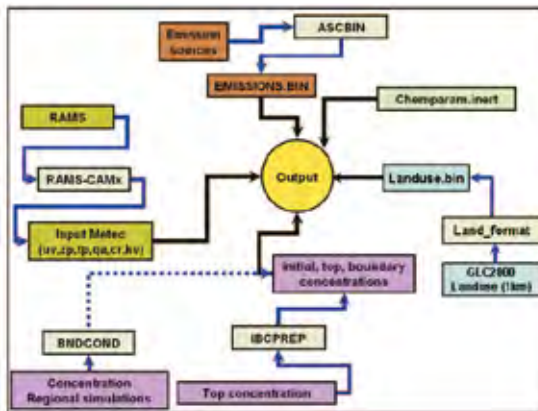 Emission
sources
ASCBIN
EMISSIONS.BIN
RAMS
Chemparam.inert
RAMS-CAMx
Output
Landuse.bin
Input Meteo
(uv,zp,tp,qa,cr,kv)
Land_format
Initial, top, boundary
concentrations
GLC2000
Landuse (1km)
BNDCOND
IBCPREP
Concentration
Regional simulations
Top concentration